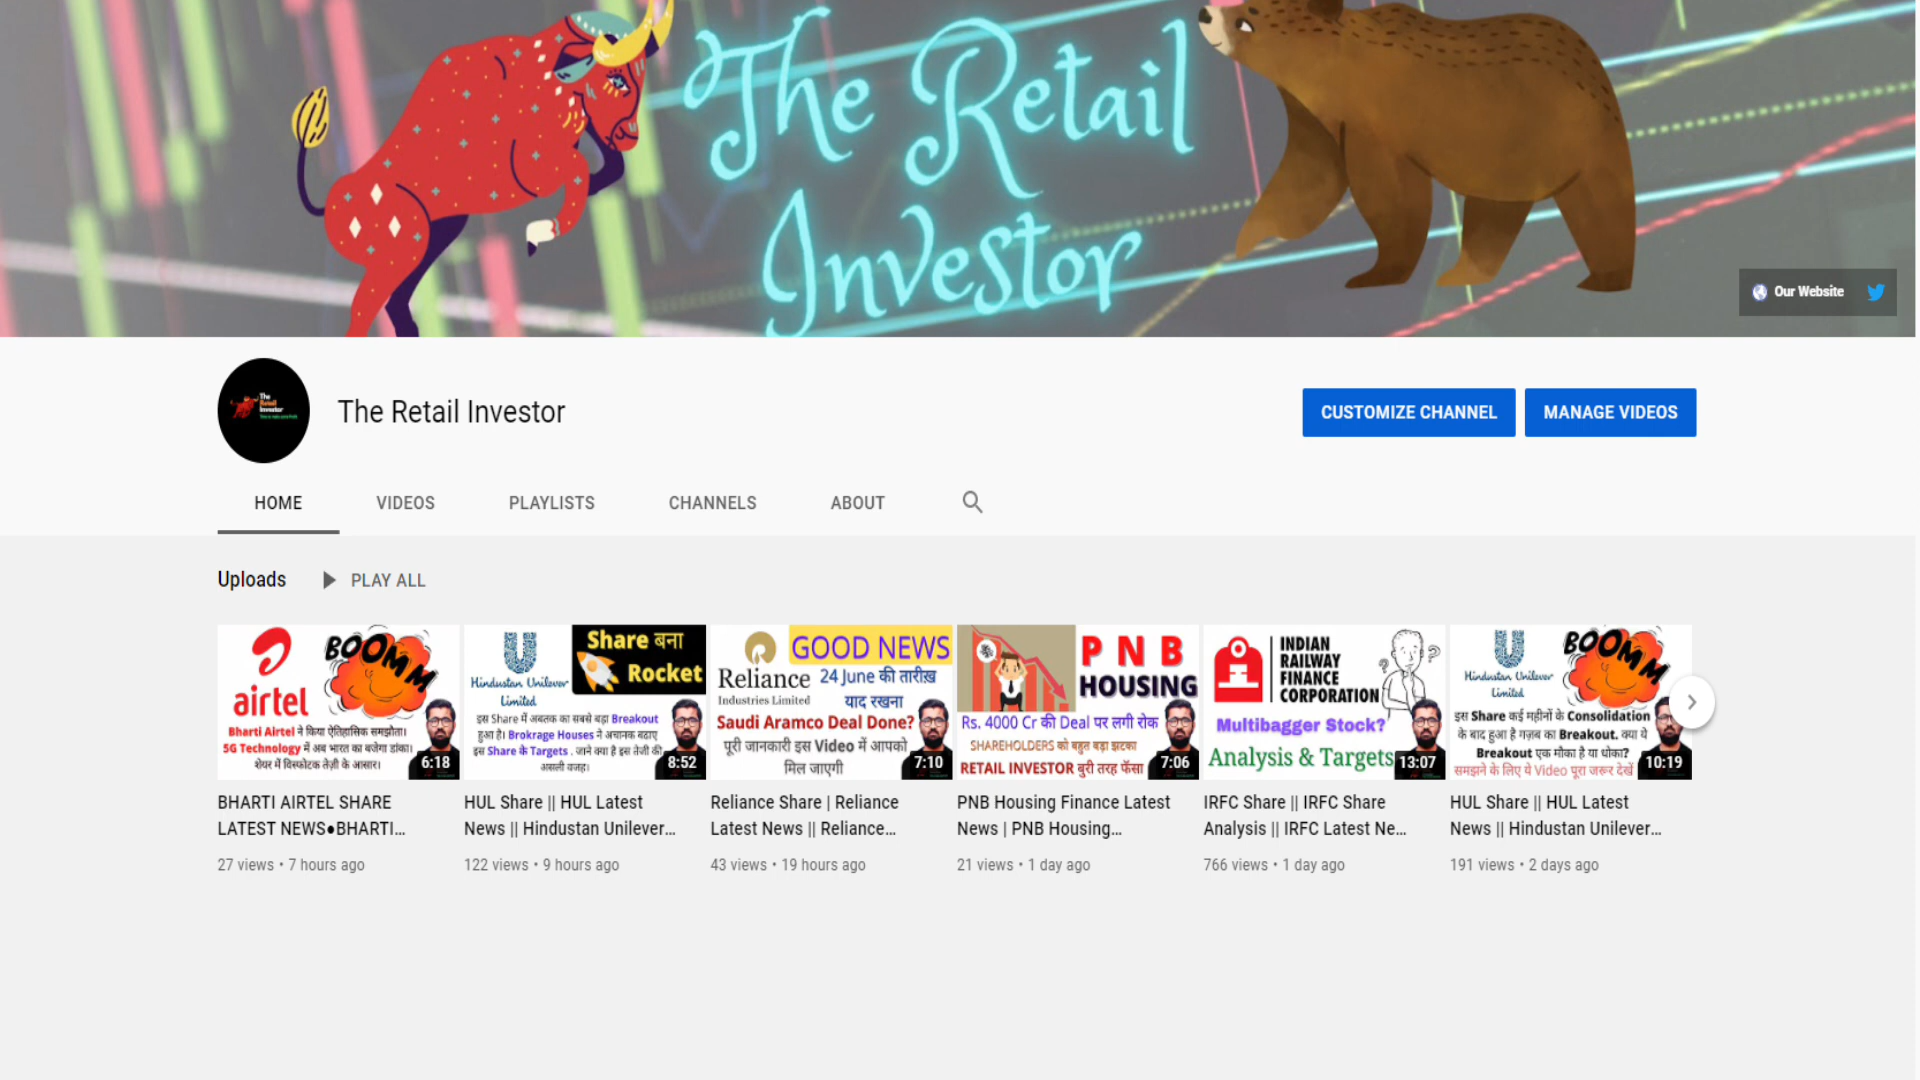 The Retail
Investor
Our Website
The Retail Investor
CUSTOMIZE CHANNEL
MANAGE VIDEOS
HOME
VIDEOS
PLAYLISTS
CHANNELS
ABOUT
Uploads
PLAY ALL
BOOMM
airtel
Bharti Airtel ने किया ऐतिहासिक समझौता।
5G Technology में अब भारत का बजेगा डंका।
शेयर में विस्फोटक तेज़ी के आसार।
6:18
BHARTI AIRTEL SHARE
LATEST NEWS●BHARTI...
27 views • 7 hours ago
Share बना
Rocket
Hindustan Unilever
Limited
इस Share में अबतक का सबसे बड़ा Breakout
हुआ है। Brokrage Houses ने अचानक बढाए
इस Share के Targets . जाने क्या है इस तेजी की
असली वजह।
8:52
HUL Share || HUL Latest
News || Hindustan Unilever...
122 views • 9 hours ago
GOOD NEWS
Reliance
Industries Limited
24 June की तारीख़
याद रखना
Saudi Aramco Deal Done?
पूरी जानकारी इस Video में आपको
मिल जाएगी
7:10
Reliance Share | Reliance
Latest News || Reliance...
43 views • 19 hours ago
PNB
HOUSING
Rs. 4000 Cr की Deal पर लगी रोक
SHAREHOLDERS को बहुत बड़ा झटका
RETAIL INVESTOR बुरी तरह फँसा
7:06
PNB Housing Finance Latest
News | PNB Housing...
21 views • 1 day ago
INDIAN
RAILWAY
FINANCE
CORPORATION
Multibagger Stock?
Analysis & Targets
13:07
IRFC Share || IRFC Share
Analysis || IRFC Latest Ne...
766 views • 1 day ago
BOOMM
Hindustan Unilever
Limited
इस Share कई महीनों के Consolidation
के बाद हुआ है गज़ब का Breakout. क्या ये
Breakout एक मौका है या धोका?
समझने के लिए ये Video पूरा जरूर देखें
10:19
HUL Share || HUL Latest
News || Hindustan Unilever...
191 views • 2 days ago